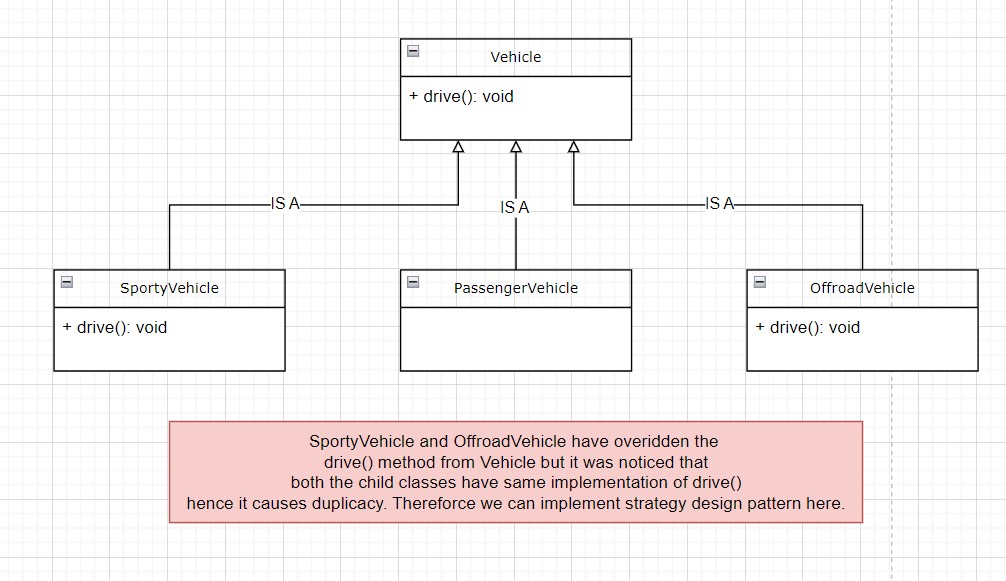 Vehicle
+ drive(): void
IS A
IS A
IS A
SportyVehicle
PassengerVehicle
OffroadVehicle
+ drive(): void
+ drive(): void
SportyVehicle and OffroadVehicle have overidden the
drive() method from Vehicle but it was noticed that
both the child classes have same implementation of drive()
hence it causes duplicacy. Thereforce we can implement strategy design pattern here.